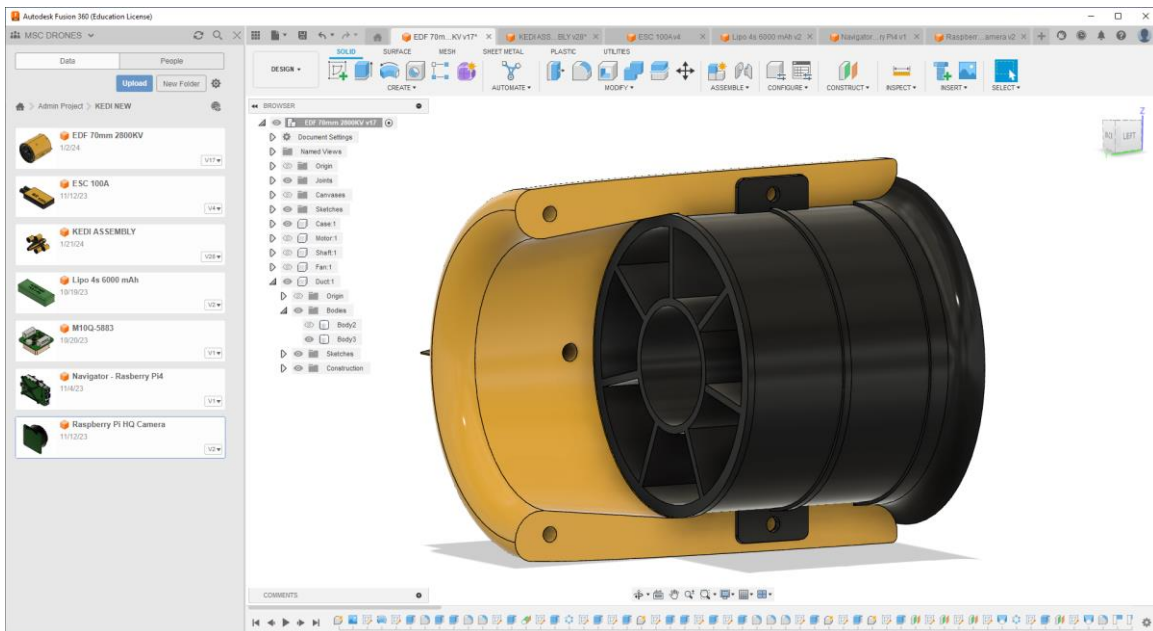 Autodesk Fusion 360 (Education License)
MSC DRONES
EDF 70m...KV v17*
KEDI ASS...BLY v28*
ESC 100A v4
Lipo 4s 6000 mAh v2
Navigator...ry Pi4 v1
Raspberr...amera v2
Data
People
SOLID
SURFACE
MESH
SHEET METAL
PLASTIC
UTILITIES
Upload
New Folder
DESIGN
CREATE
AUTOMATE
MODIFY
ASSEMBLE
CONFIGURE
CONSTRUCT
INSPECT
INSERT
SELECT
Admin Project > KEDI NEW
BROWSER
EDF 70mm 2800KV
1/2/24
V17
ESC 100A
11/12/23
V4
KEDI ASSEMBLY
1/21/24
V28
Lipo 4s 6000 mAh
10/19/23
V2
M10Q-5883
10/20/23
V1
Navigator - Rasberry Pi4
11/4/23
V1
Raspberry Pi HQ Camera
11/12/23
V2
EDF 70mm 2800KV v17
Document Settings
Named Views
Origin
Joints
Canvases
Sketches
Case:1
Motor:1
Shaft:1
Fan:1
Duct:1
Origin
Bodies
Body2
Body3
Sketches
Construction
Z
LEFT
COMMENTS